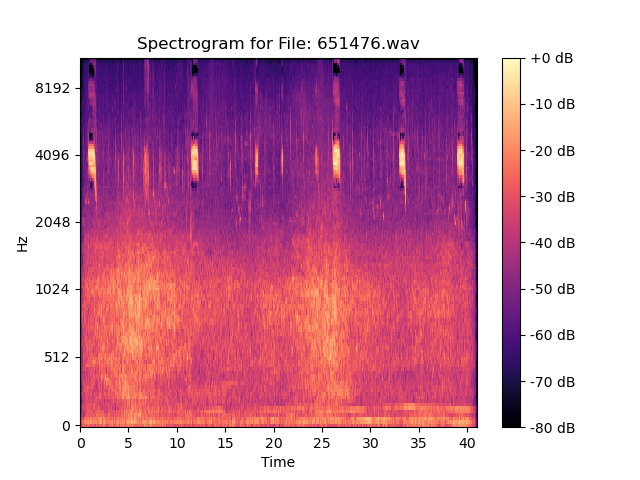 Spectrogram for File: 651476.wav
8192
4096
2048
1024
512
0
Hz
0 5 10 15 20 25 30 35 40
Time
+0 dB
-10 dB
-20 dB
-30 dB
-40 dB
-50 dB
-60 dB
-70 dB
-80 dB